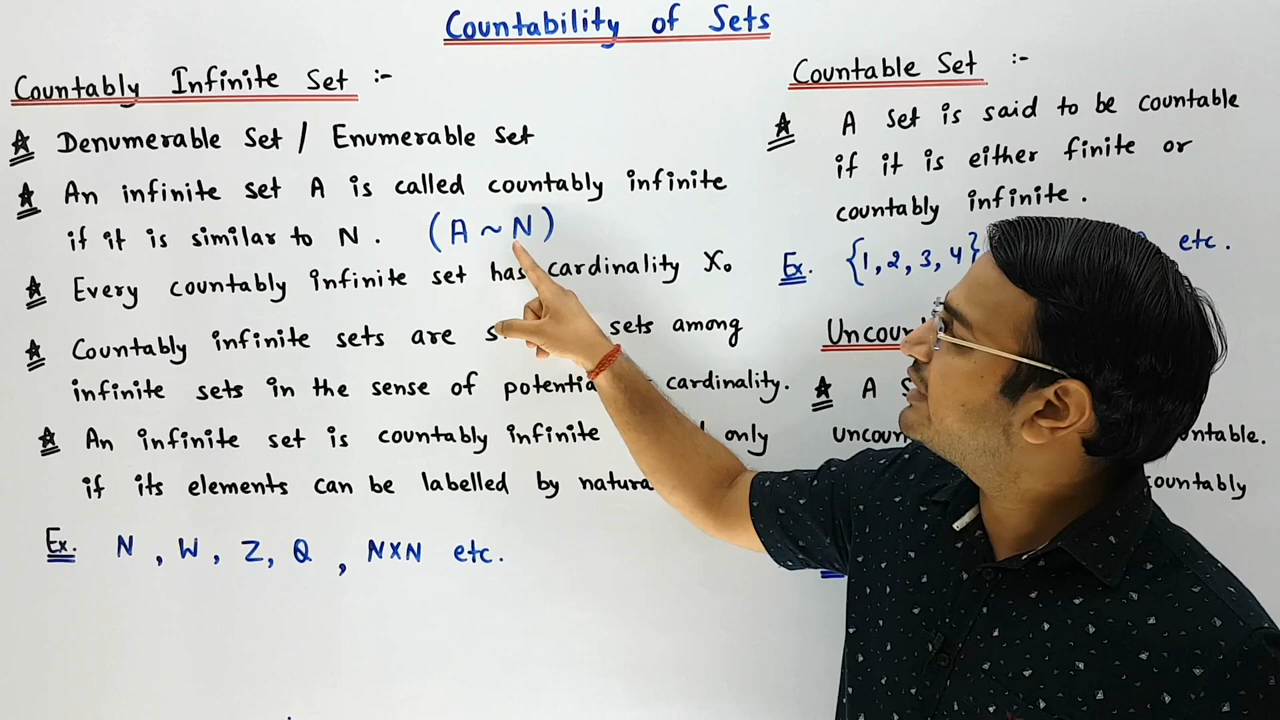 Countability of Sets
Countably Infinite Set :-
Denumerable Set / Enumerable set
An infinite set A is called countably infinite
if it is similar to N. (A ~ N)
Every countably infinite set has cardinality X₀
Countably infinite sets are sets among
infinite sets in the sense of cardinality.
An infinite set is countably infinite only
if its elements can be labelled by
Ex. N, W, Z, Q, N×N etc.
Countable Set :-
A set is said to be countable
if it is either finite or
countably infinite.
Ex. {1, 2, 3, 4} etc.
A